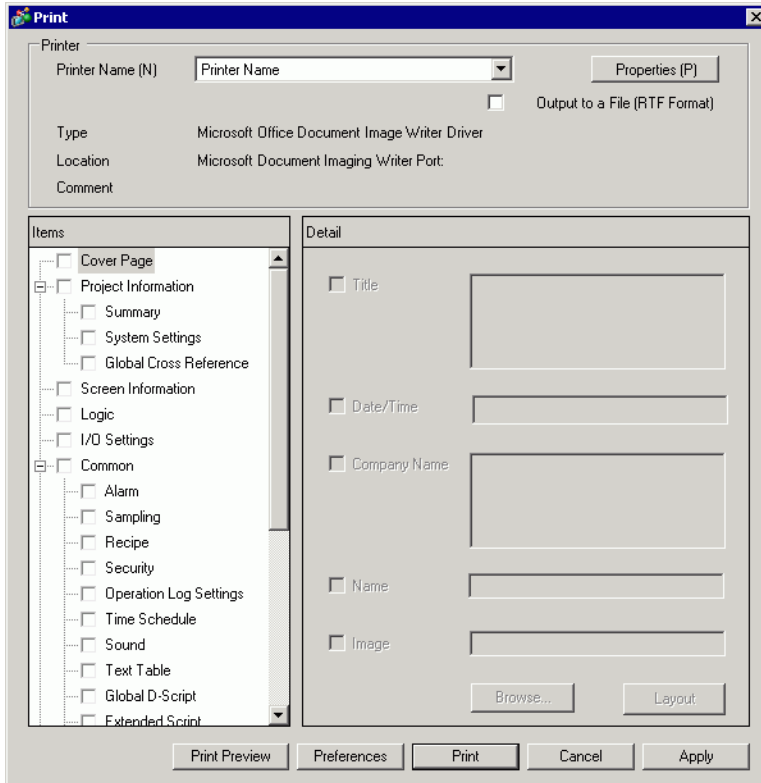 Print
Printer
Printer Name (N) Printer Name Properties (P)
Output to a File (RTF Format)
Type Microsoft Office Document Image Writer Driver
Location Microsoft Document Imaging Writer Port:
Comment
Items
Cover Page
Project Information
Summary
System Settings
Global Cross Reference
Screen Information
Logic
I/O Settings
Common
Alarm
Sampling
Recipe
Security
Operation Log Settings
Time Schedule
Sound
Text Table
Global D-Script
Extended Script
Detail
Title
Date/Time
Company Name
Name
Image
Browse... Layout
Print Preview Preferences Print Cancel Apply